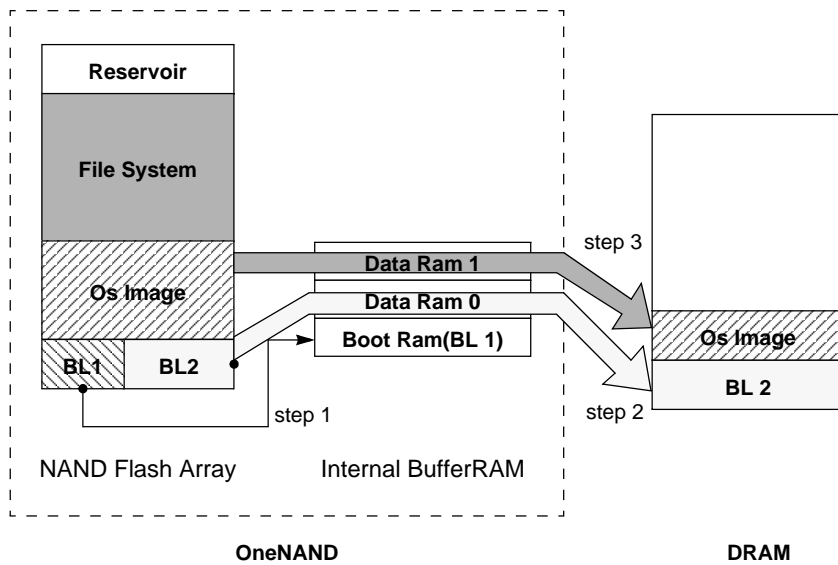 Reservoir
File System
step 3
Data Ram 1
Os Image
Data Ram 0
Os Image
Boot Ram(BL 1)
BL1
BL2
BL 2
step 1
step 2
NAND Flash Array
Internal BufferRAM
OneNAND
DRAM